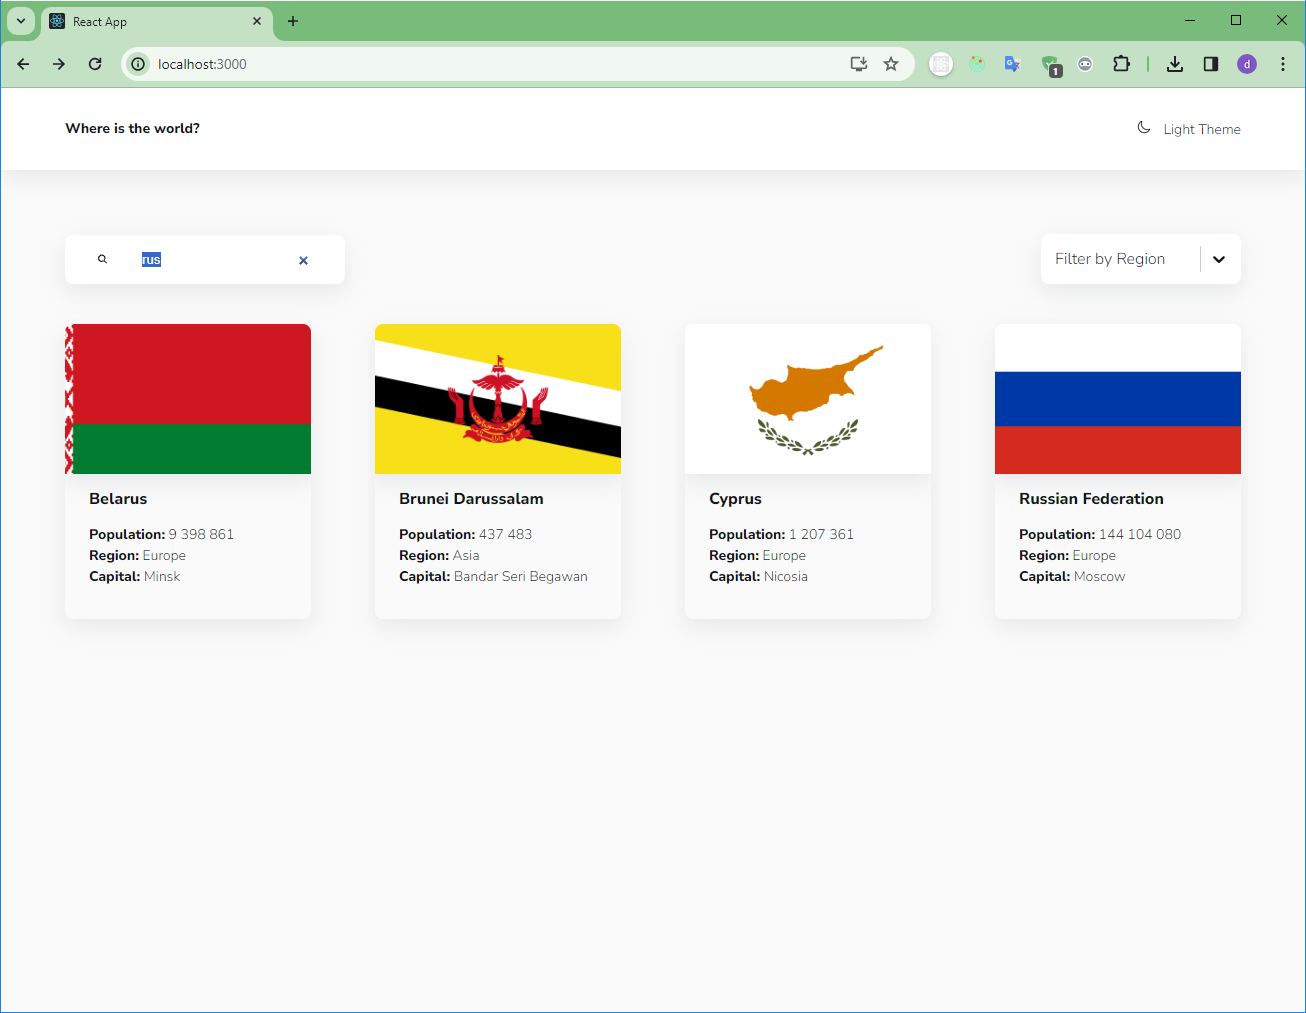 React App
localhost:3000
1
d
Where is the world?
Light Theme
rus
Filter by Region
Belarus
Population: 9 398 861
Region: Europe
Capital: Minsk
Brunei Darussalam
Population: 437 483
Region: Asia
Capital: Bandar Seri Begawan
Cyprus
Population: 1 207 361
Region: Europe
Capital: Nicosia
Russian Federation
Population: 144 104 080
Region: Europe
Capital: Moscow